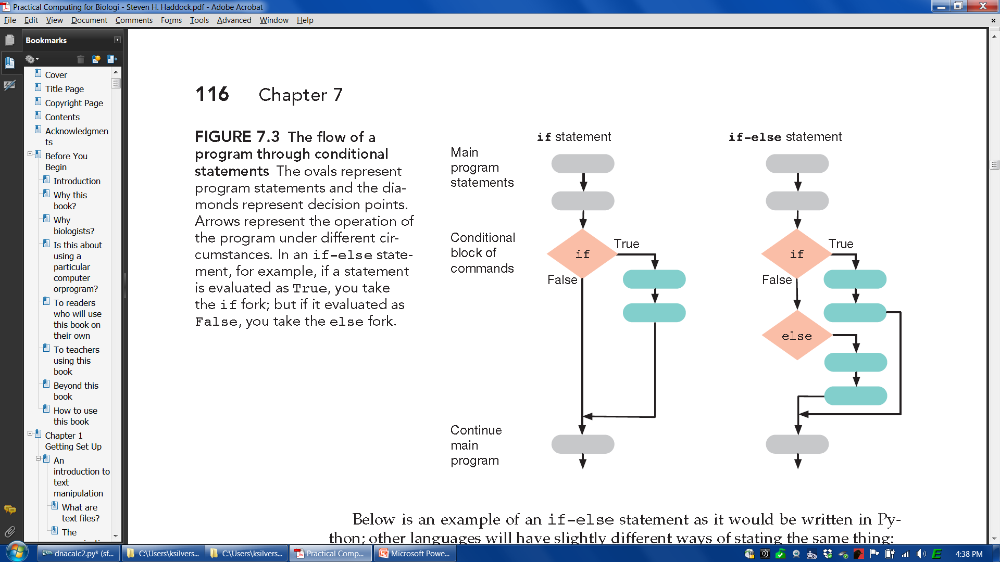 Practical Computing for Biologi - Steven H. Haddock.pdf - Adobe Acrobat
File Edit View Document Comments Forms Tools Advanced Window Help
Bookmarks
Cover
Title Page
Copyright Page
Contents
Acknowledgmen
ts
Before You
Begin
Introduction
Why this
book?
Why
biologists?
Is this about
using a
particular
computer
orprogram?
To readers
who will use
this book on
their own
To teachers
using this
book
Beyond this
book
How to use
this book
Chapter 1
Getting Set Up
An
introduction to
text
manipulation
What are
text files?
The
116 Chapter 7
FIGURE 7.3 The flow of a
program through conditional
statements The ovals represent
program statements and the dia-
monds represent decision points.
Arrows represent the operation of
the program under different cir-
cumstances. In an if-else state-
ment, for example, if a statement
is evaluated as True, you take
the if fork; but if it evaluated as
False, you take the else fork.
Main
program
statements
Conditional
block of
commands
Continue
main
program
if statement
if
True
False
if-else statement
if
True
False
else
Below is an example of an if-else statement as it would be written in Py-
thon; other languages will have slightly different ways of stating the same thing:
dnacalc2.py* (sf...
C:\Users\ksilvers...
C:\Users\ksilvers...
Practical Comp...
Microsoft Powe...
4:38 PM